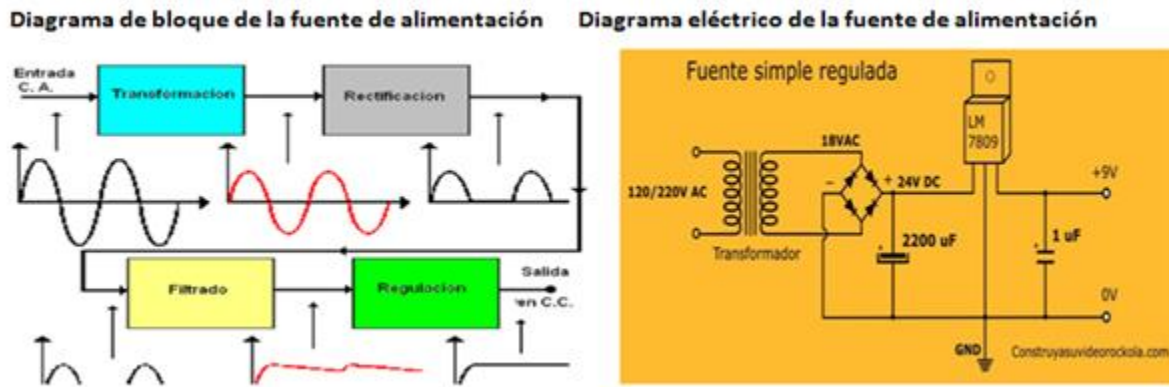 Diagrama de bloque de la fuente de alimentación
Entrada
C. A.
Transformacion
Rectificacion
Filtrado
Regulacion
Salida
en C.C.
Diagrama eléctrico de la fuente de alimentación
Fuente simple regulada
LM
7809
18VAC
+9V
120/220V AC
-
+
24V DC
2200 uF
+
1 uF
+
Transformador
0V
GND
Construyasuvideorockola.com